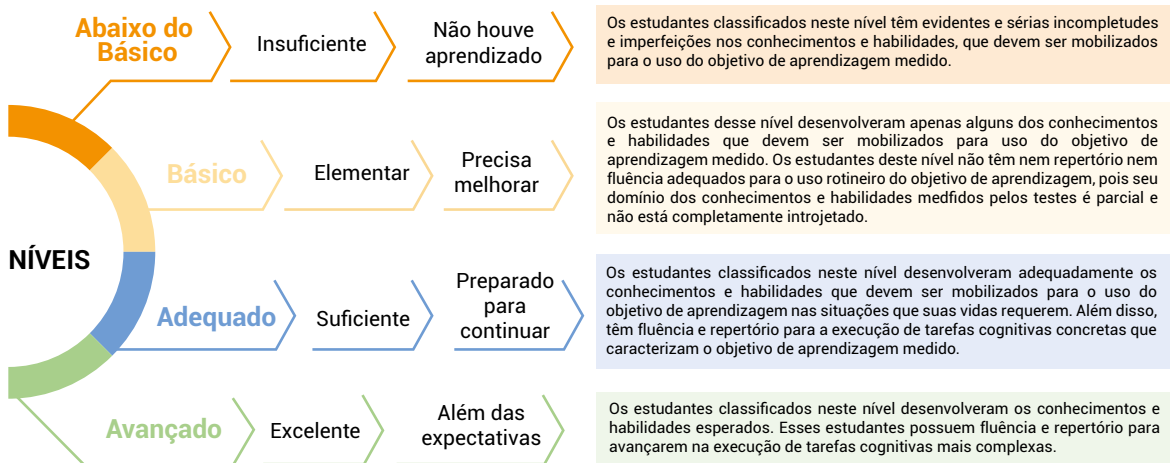 Abaixo do
Básico
Insuficiente
Não houve
aprendizado
Os estudantes classificados neste nível têm evidentes e sérias incompletudes
e imperfeições nos conhecimentos e habilidades, que devem ser mobilizados
para o uso do objetivo de aprendizagem medido.
Básico
Elementar
Precisa
melhorar
Os estudantes desse nível desenvolveram apenas alguns dos conhecimentos
e habilidades que devem ser mobilizados para uso do objetivo de
aprendizagem medido. Os estudantes deste nível não têm nem repertório nem
fluência adequados para o uso rotineiro do objetivo de aprendizagem, pois seu
domínio dos conhecimentos e habilidades medfidos pelos testes é parcial e
não está completamente introjetado.
NÍVEIS
Adequado
Suficiente
Preparado
para
continuar
Os estudantes classificados neste nível desenvolveram adequadamente os
conhecimentos e habilidades que devem ser mobilizados para o uso do
objetivo de aprendizagem nas situações que suas vidas requerem. Além disso,
têm fluência e repertório para a execução de tarefas cognitivas concretas que
caracterizam o objetivo de aprendizagem medido.
Avançado
Excelente
Além das
expectativas
Os estudantes classificados neste nível desenvolveram os conhecimentos e
habilidades esperados. Esses estudantes possuem fluência e repertório para
avançarem na execução de tarefas cognitivas mais complexas.